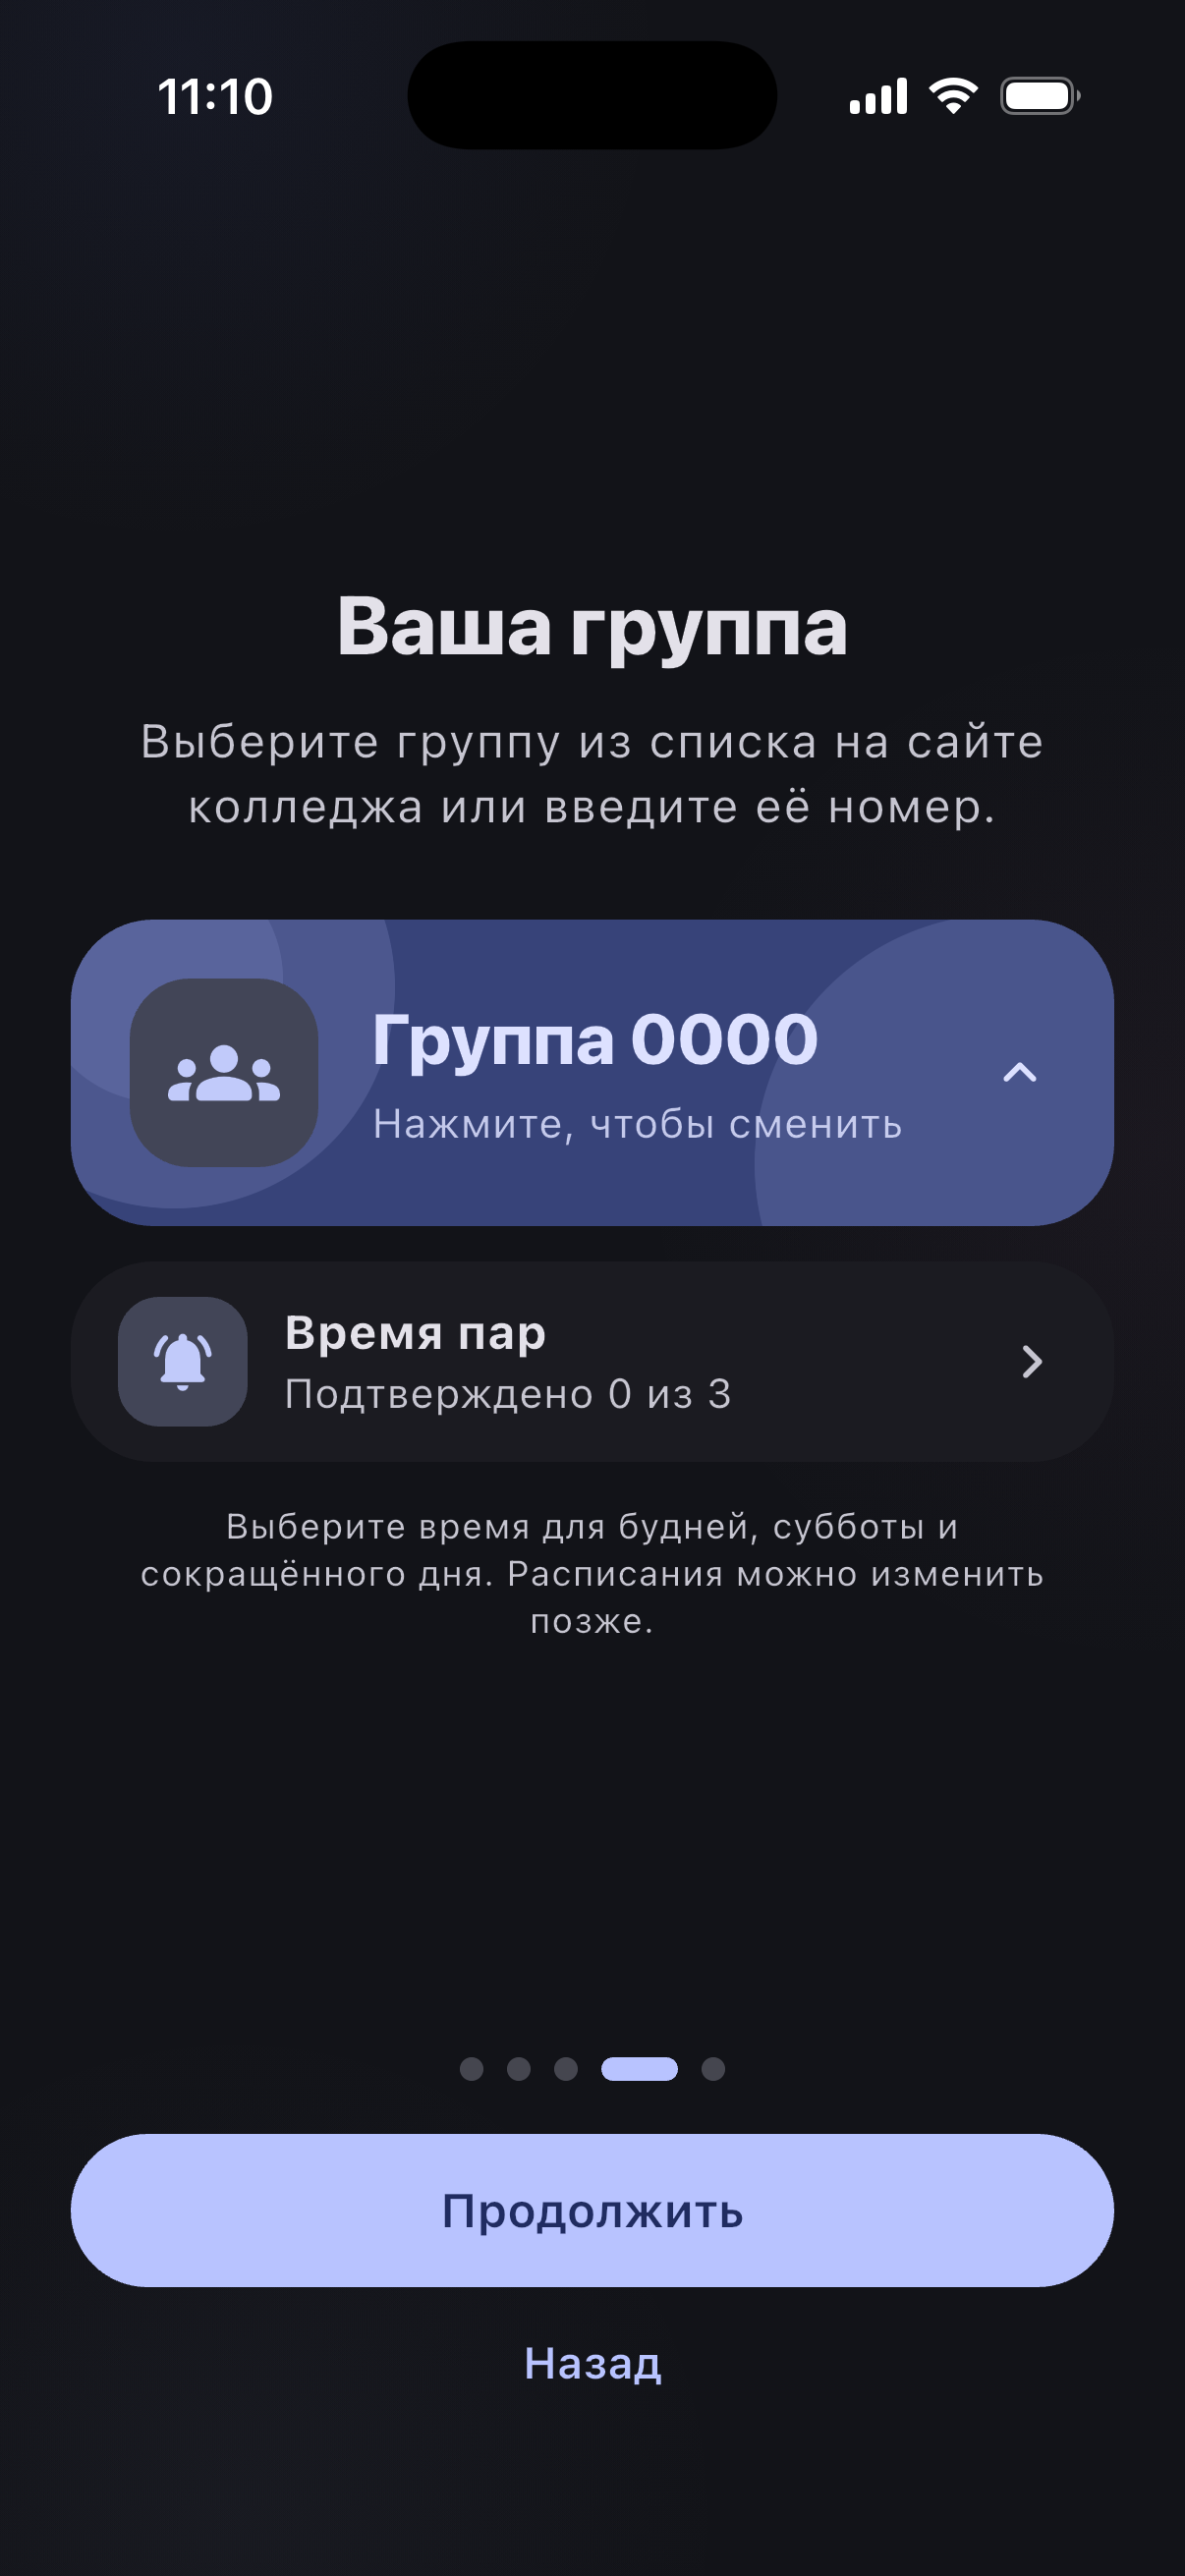 11:10
Ваша группа
Выберите группу из списка на сайте
колледжа или введите её номер.
Группа 0000
Нажмите, чтобы сменить
Время пар
Подтверждено 0 из 3
Выберите время для будней, субботы и
сокращённого дня. Расписания можно изменить
позже.
Продолжить
Назад